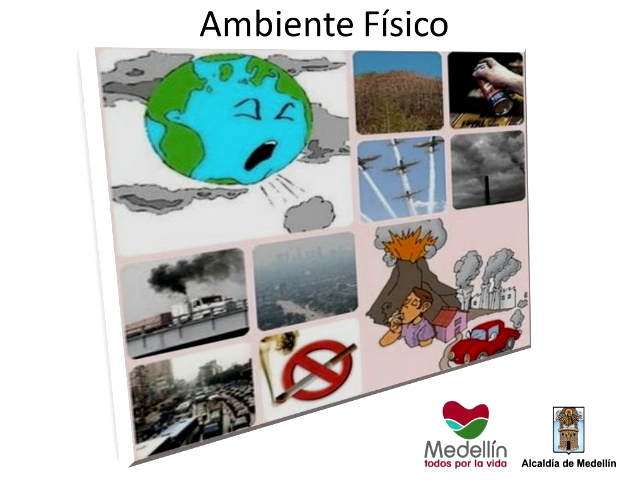 Ambiente Físico
Medellín
todos por la vida
Alcaldía de Medellín